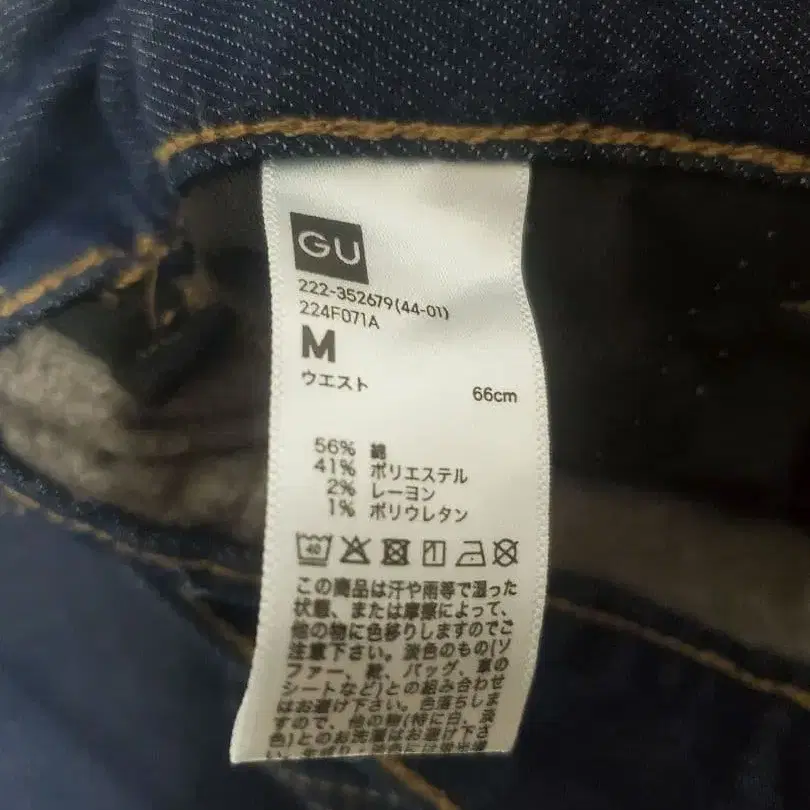 GU
222-352679(44-01)
224F071A
M
ウエスト 66cm
56% 綿
41% ポリエステル
2% レーヨン
1% ポリウレタン
40
この商品は汗や雨等で湿った
状態、または摩擦によって、
他の物に色移りしますのでご
注意下さい。淡色のもの(ソ
ファー、靴、バッグ、車の
シートなど)との組み合わせ
はお避け下さい。色落ちしま
すので、他の物(特に白、淡
色)とのお洗濯はお避け下さ
い。